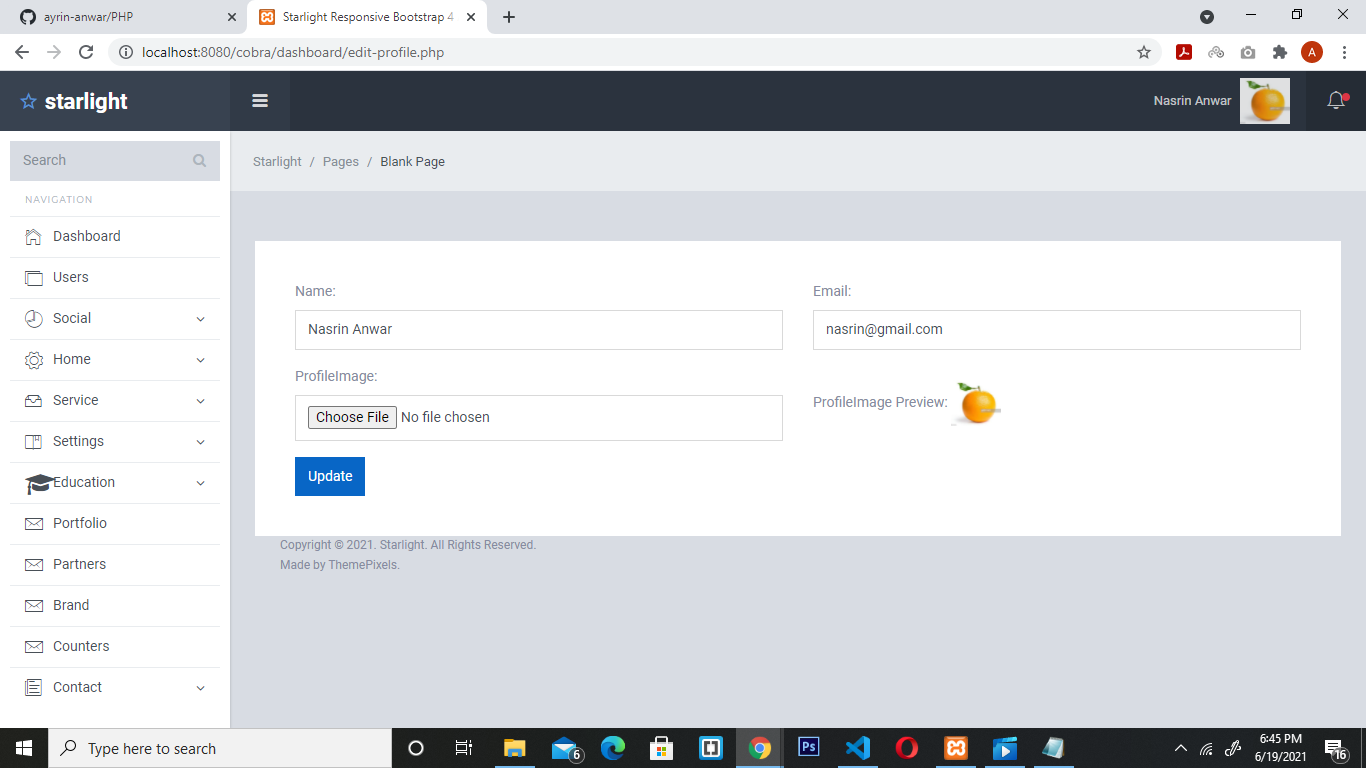 ayrin-anwar/PHP
Starlight Responsive Bootstrap 4
localhost:8080/cobra/dashboard/edit-profile.php
A
starlight
Nasrin Anwar
Search
Starlight / Pages / Blank Page
NAVIGATION
Dashboard
Users
Social
Home
Service
Settings
Education
Portfolio
Partners
Brand
Counters
Contact
Name:
Nasrin Anwar
Email:
nasrin@gmail.com
ProfileImage:
Choose File No file chosen
ProfileImage Preview:
Update
Copyright © 2021. Starlight. All Rights Reserved.
Made by ThemePixels.
Type here to search
6
Ps
6:45 PM
6/19/2021
16